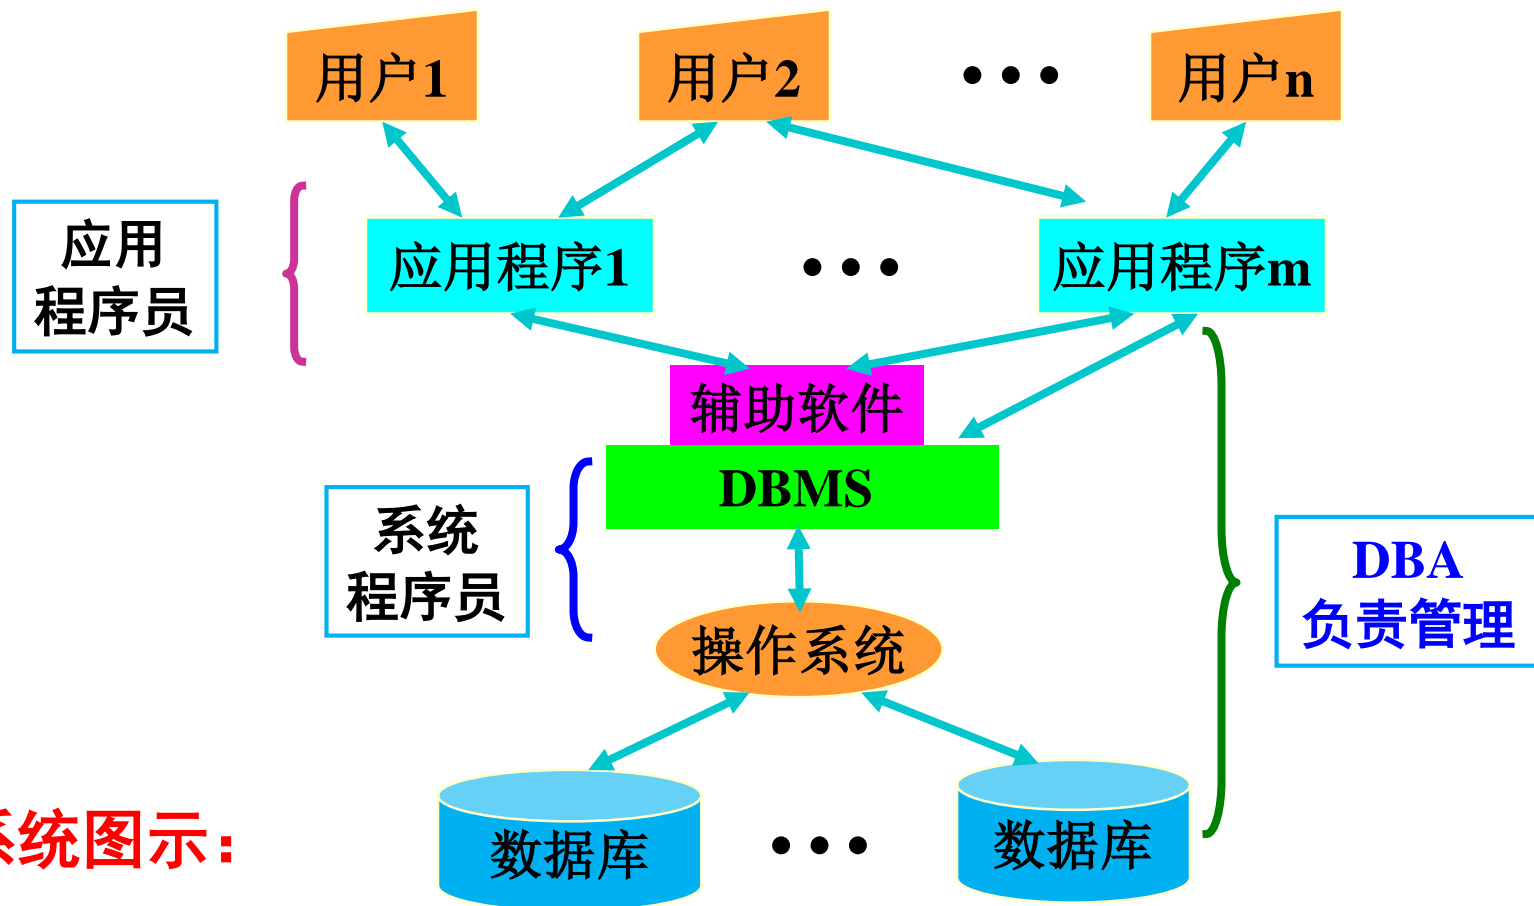 用户1
用户2
•••
用户n
应用
程序员
应用程序1
•••
应用程序m
辅助软件
DBMS
系统
程序员
DBA
负责管理
操作系统
系统图示：
数据库
•••
数据库